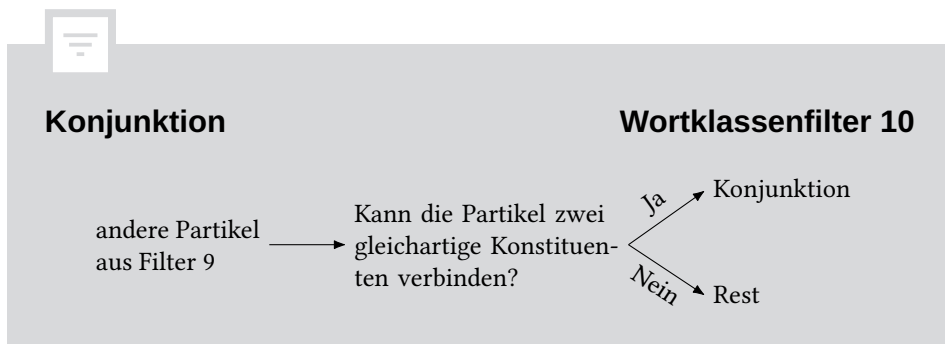 Konjunktion
Wortklassenfilter 10
andere Partikel
aus Filter 9
Kann die Partikel zwei
gleichartige Konstituen-
ten verbinden?
Ja
Konjunktion
Nein
Rest